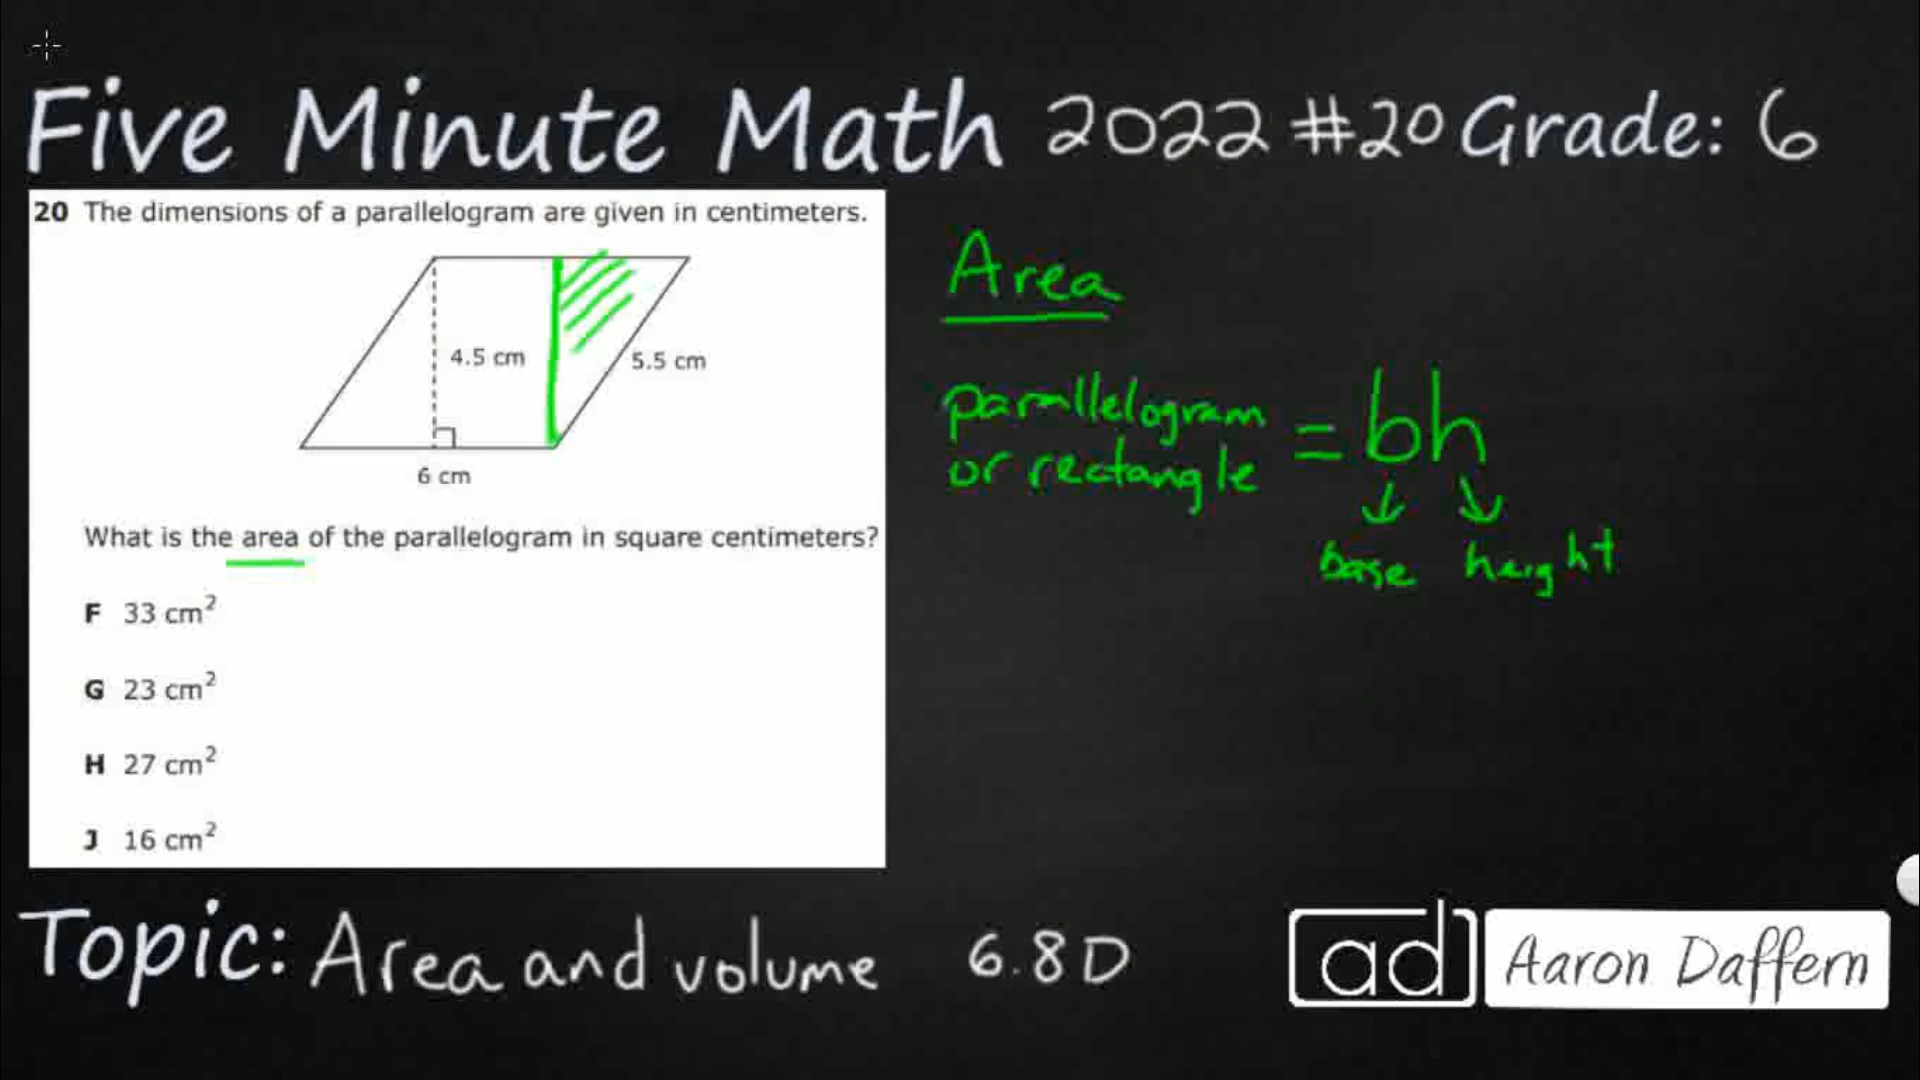 Five Minute Math 2022 #20 Grade: 6
20 The dimensions of a parallelogram are given in centimeters.
4.5 cm
5.5 cm
6 cm
What is the area of the parallelogram in square centimeters?
F 33 cm²
G 23 cm²
H 27 cm²
J 16 cm²
Area
parallelogram
or rectangle
= bh
base height
Topic: Area and volume 6.8D
ad Aaron Daffern